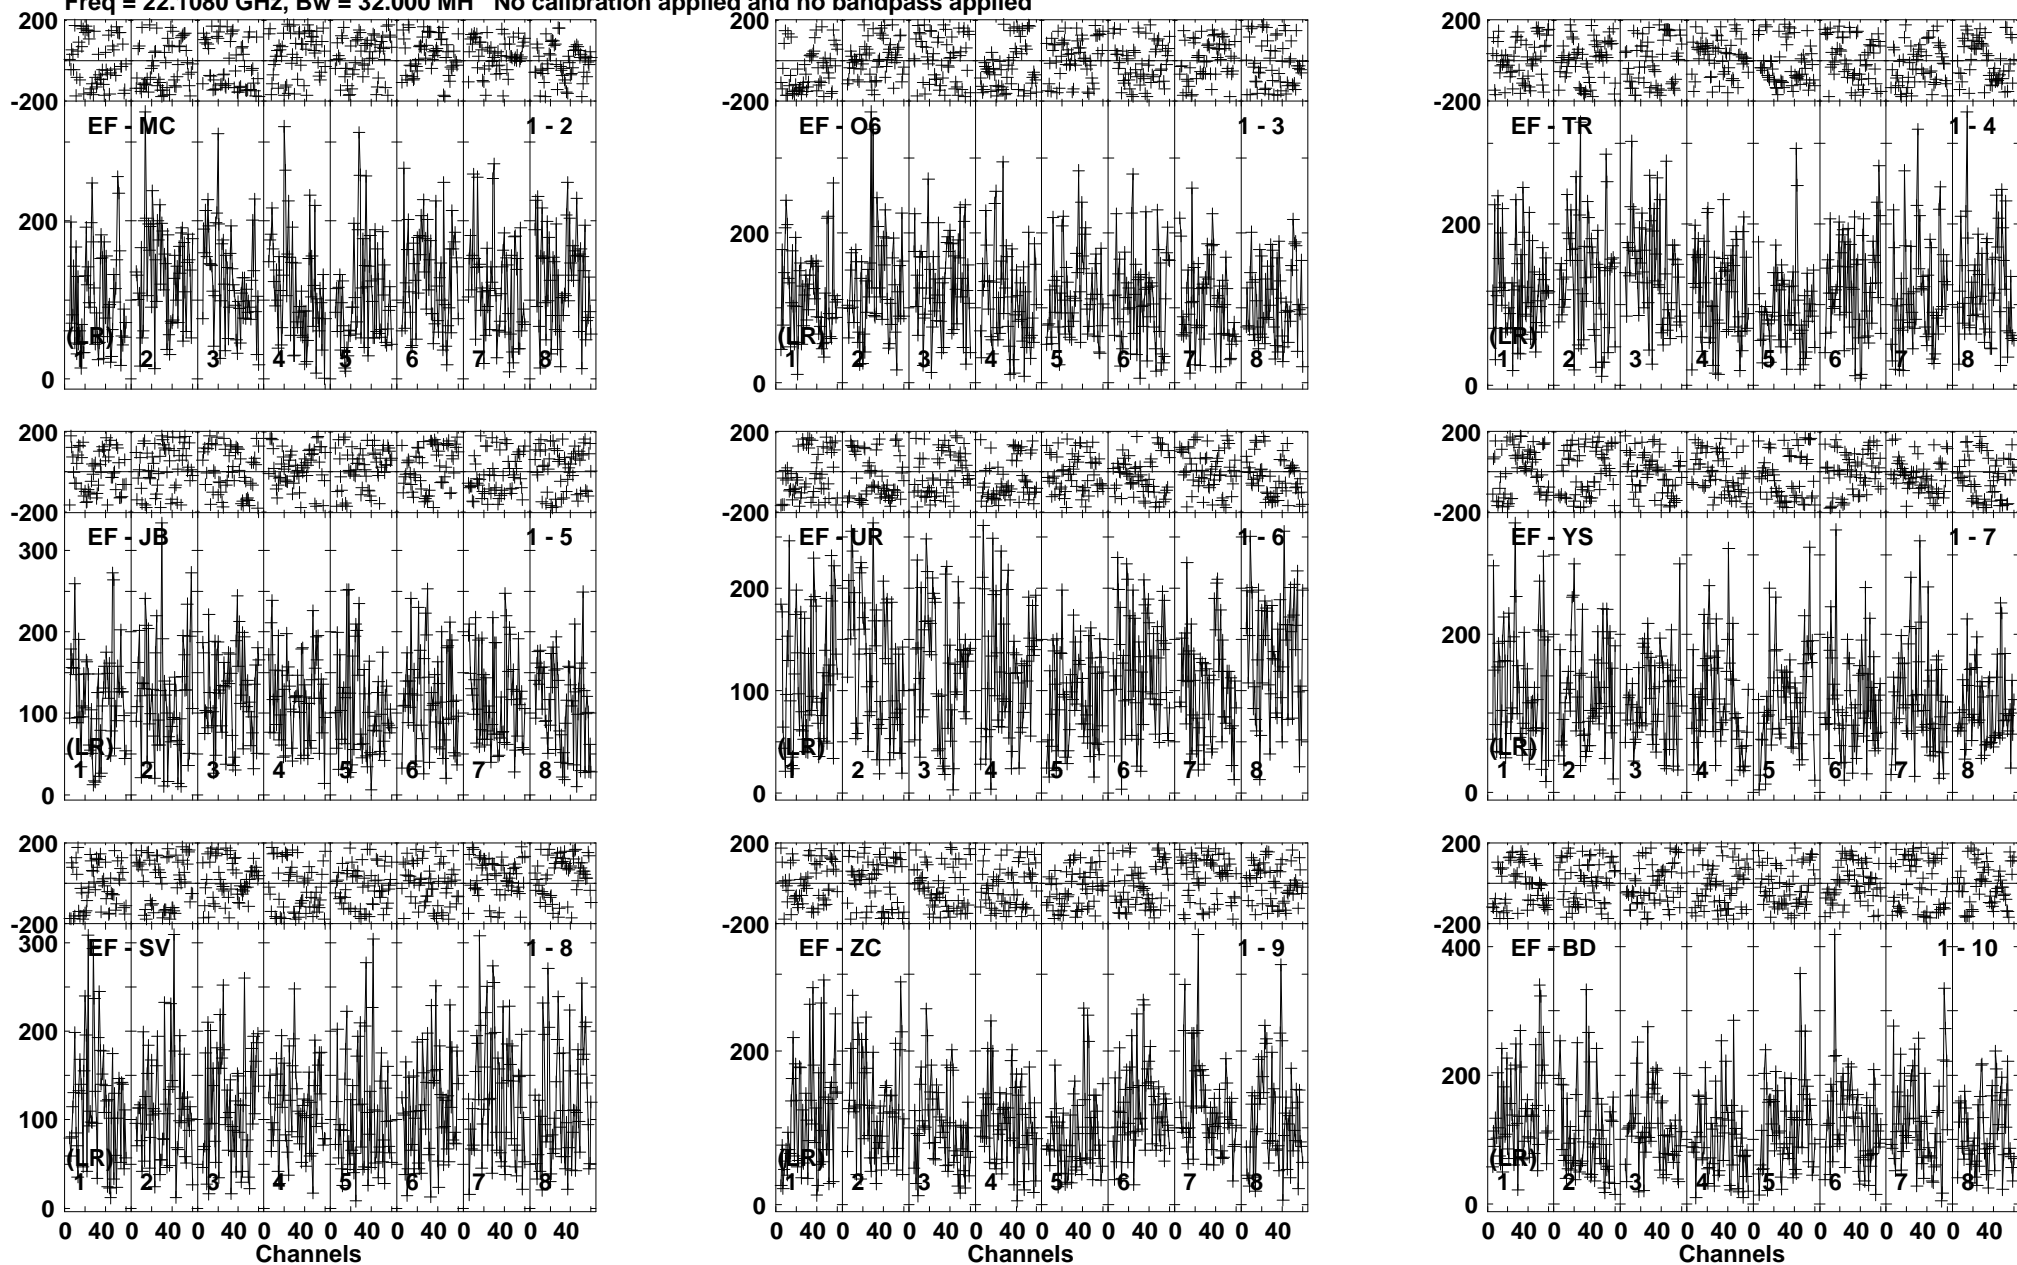 Freq = 22.1080 GHz, Bw = 32.000 MH No calibration applied and no bandpass applied
200 200 200
-200 -200 -200
EF - MC 1 - 2 EF - O6 1 - 3 EF - TR 1 - 4
200 200 200
(LR) (LR) (LR)
1 2 3 4 5 6 7 8 1 2 3 4 5 6 7 8 1 2 3 4 5 6 7 8
0 0 0
200 200 200
-200 -200 -200
EF - JB 1 - 5 EF - UR 1 - 6 EF - YS 1 - 7
300
200 200 200
100 100
(LR) (LR) (LR)
1 2 3 4 5 6 7 8 1 2 3 4 5 6 7 8 1 2 3 4 5 6 7 8
0 0 0
200 200 200
-200 -200 -200
300 EF - SV 1 - 8 EF - ZC 1 - 9 400 EF - BD 1 - 10
200 200 200
100
(LR) (LR) (LR)
1 2 3 4 5 6 7 8 1 2 3 4 5 6 7 8 1 2 3 4 5 6 7 8
0 0 0
0 40 0 40 0 40 0 40 0 40 0 40 0 40 0 40 0 40 0 40 0 40 0 40 0 40 0 40 0 40 0 40 0 40 0 40 0 40 0 40 0 40 0 40 0 40 0 40
Channels Channels Channels